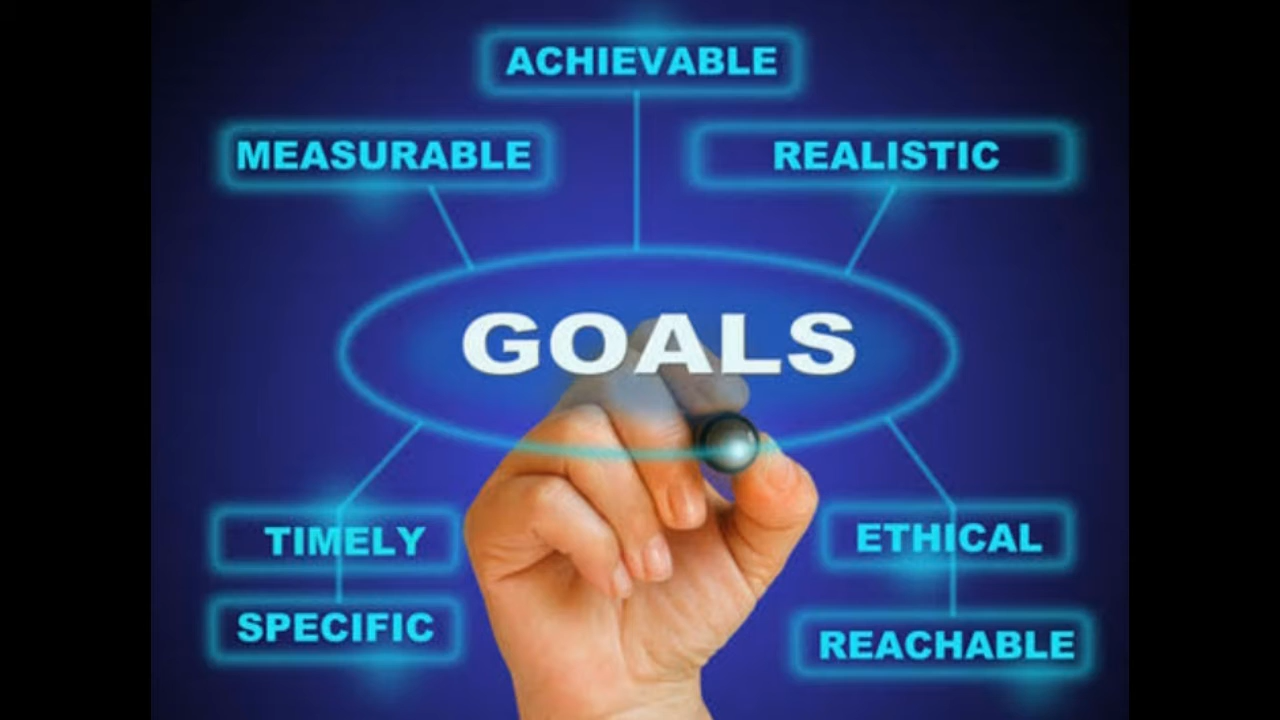 ACHIEVABLE
MEASURABLE
REALISTIC
GOALS
TIMELY
ETHICAL
SPECIFIC
REACHABLE